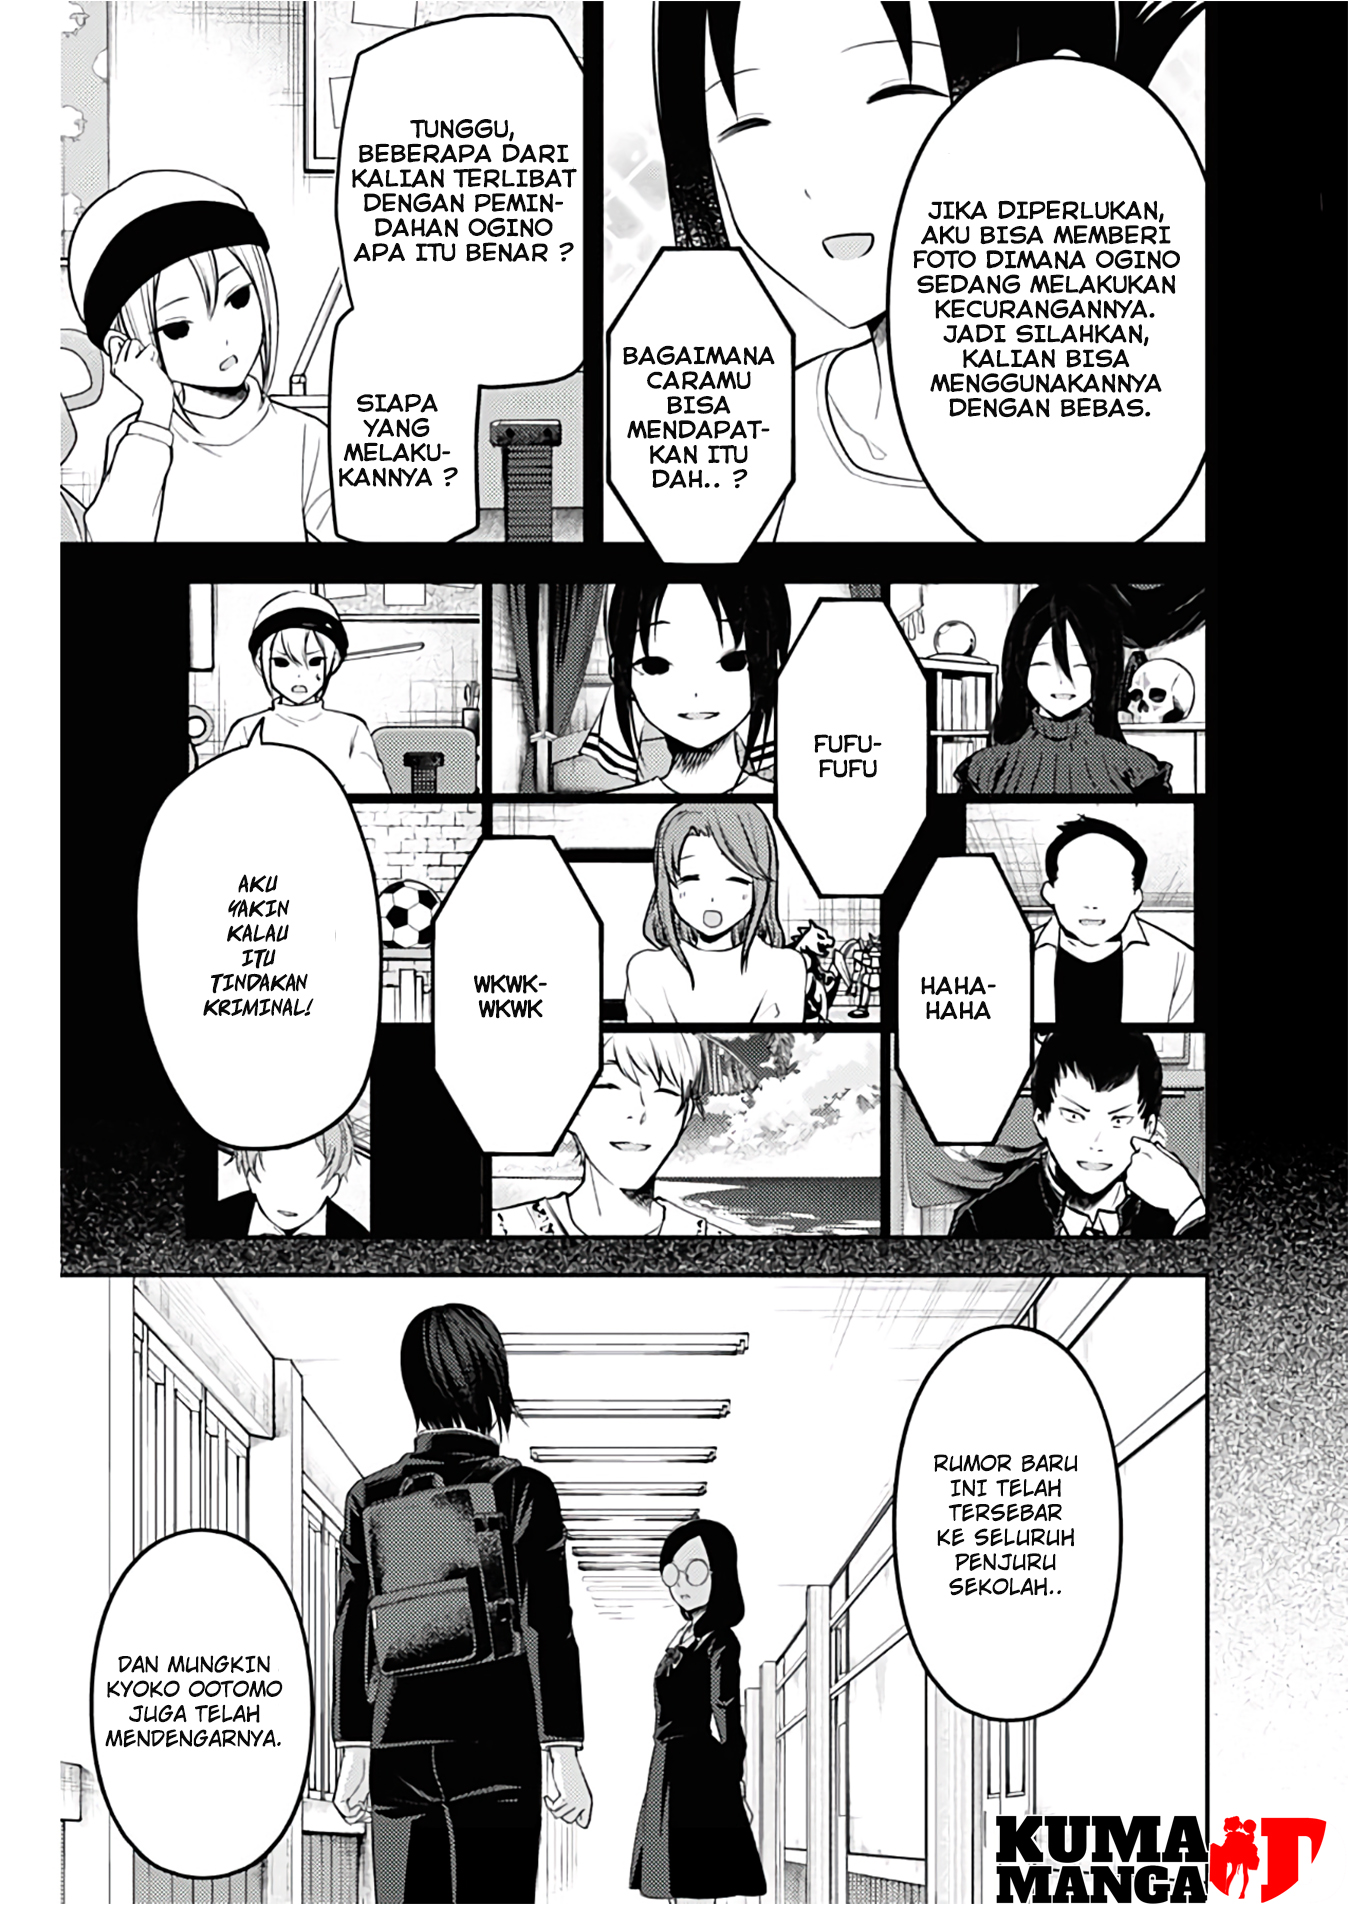 JIKA DIPERLUKAN,
AKU BISA MEMBERI
FOTO DIMANA OGINO
SEDANG MELAKUKAN
KECURANGANNYA.
JADI SILAHKAN,
KALIAN BISA
MENGGUNAKANNYA
DENGAN BEBAS.
BAGAIMANA
CARAMU
BISA
MENDAPAT-
KAN ITU
DAH.. ?
TUNGGU,
BEBERAPA DARI
KALIAN TERLIBAT
DENGAN PEMIN-
DAHAN OGINO
APA ITU BENAR ?
SIAPA
YANG
MELAKU-
KANNYA ?
FUFU-
FUFU
HAHA-
HAHA
WKWK-
WKWK
AKU
YAKIN
KALAU
ITU
TINDAKAN
KRIMINAL!
RUMOR BARU
INI TELAH
TERSEBAR
KE SELURUH
PENJURU
SEKOLAH..
DAN MUNGKIN
KYOKO OOTOMO
JUGA TELAH
MENDENGARNYA.
KUMA
MANGA